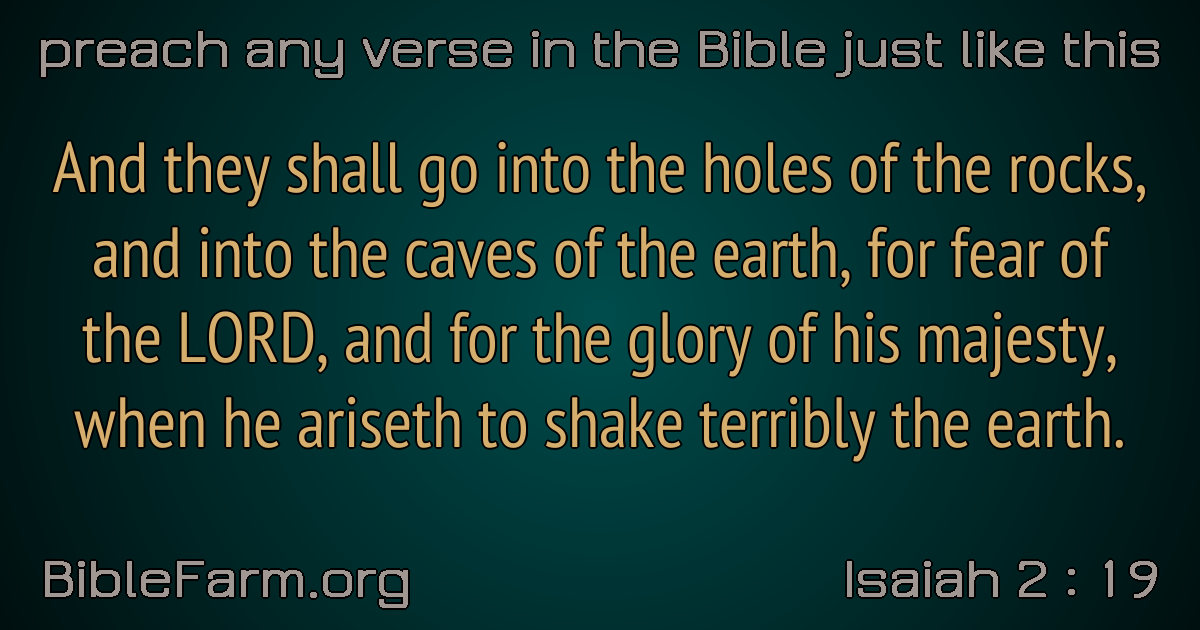 preach any verse in the Bible just like this
And they shall go into the holes of the rocks,
and into the caves of the earth, for fear of
the LORD, and for the glory of his majesty,
when he ariseth to shake terribly the earth.
BibleFarm.org
Isaiah 2 : 19